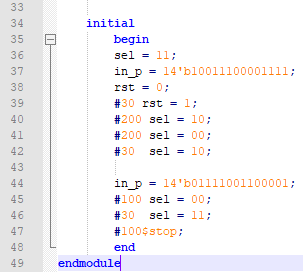 33
34 initial
35 begin
36 sel = 11;
37 in_p = 14'b10011100001111;
38 rst = 0;
39 #30 rst = 1;
40 #200 sel = 10;
41 #200 sel = 00;
42 #30 sel = 10;
43
44 in_p = 14'b01111001100001;
45 #100 sel = 00;
46 #30 sel = 11;
47 #100$stop;
48 end
49 endmodule